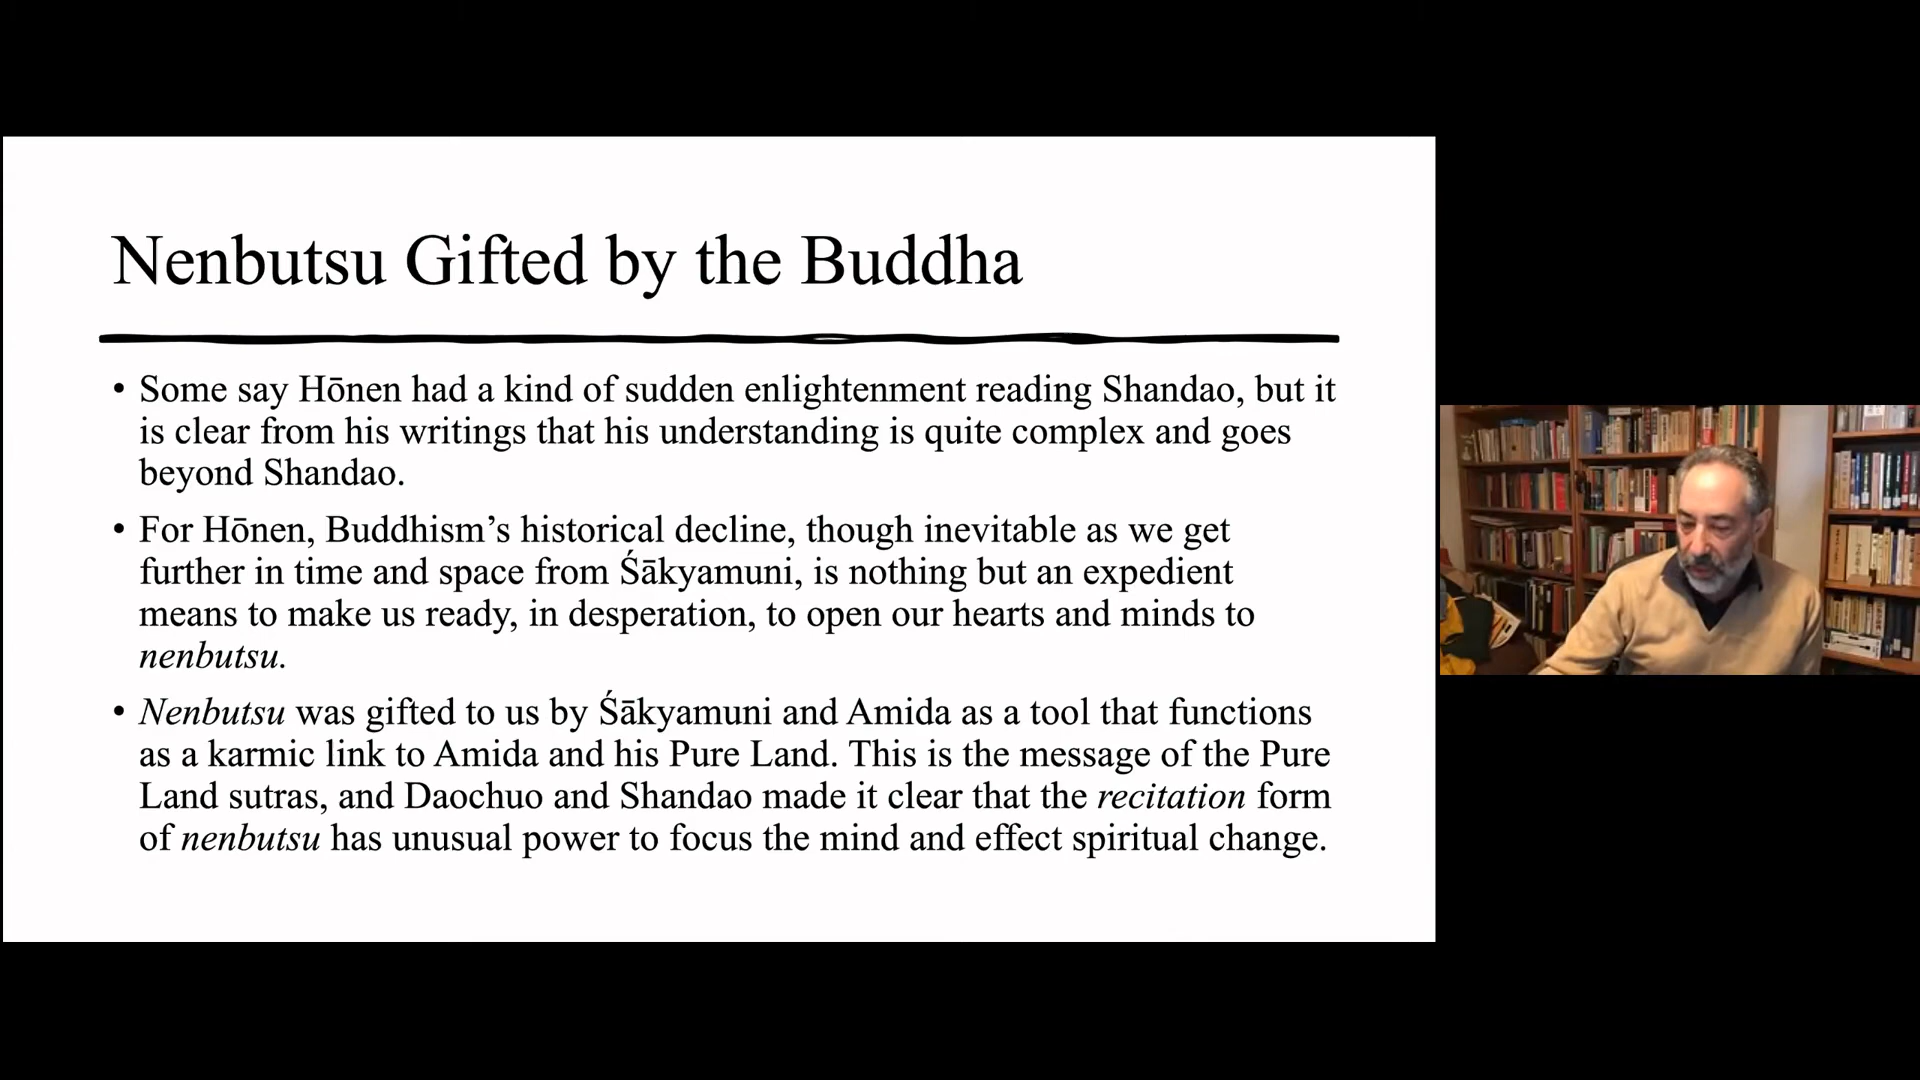 Nenbutsu Gifted by the Buddha
• Some say Hōnen had a kind of sudden enlightenment reading Shandao, but it
is clear from his writings that his understanding is quite complex and goes
beyond Shandao.
• For Hōnen, Buddhism’s historical decline, though inevitable as we get
further in time and space from Śākyamuni, is nothing but an expedient
means to make us ready, in desperation, to open our hearts and minds to
nenbutsu.
• Nenbutsu was gifted to us by Śākyamuni and Amida as a tool that functions
as a karmic link to Amida and his Pure Land. This is the message of the Pure
Land sutras, and Daochuo and Shandao made it clear that the recitation form
of nenbutsu has unusual power to focus the mind and effect spiritual change.